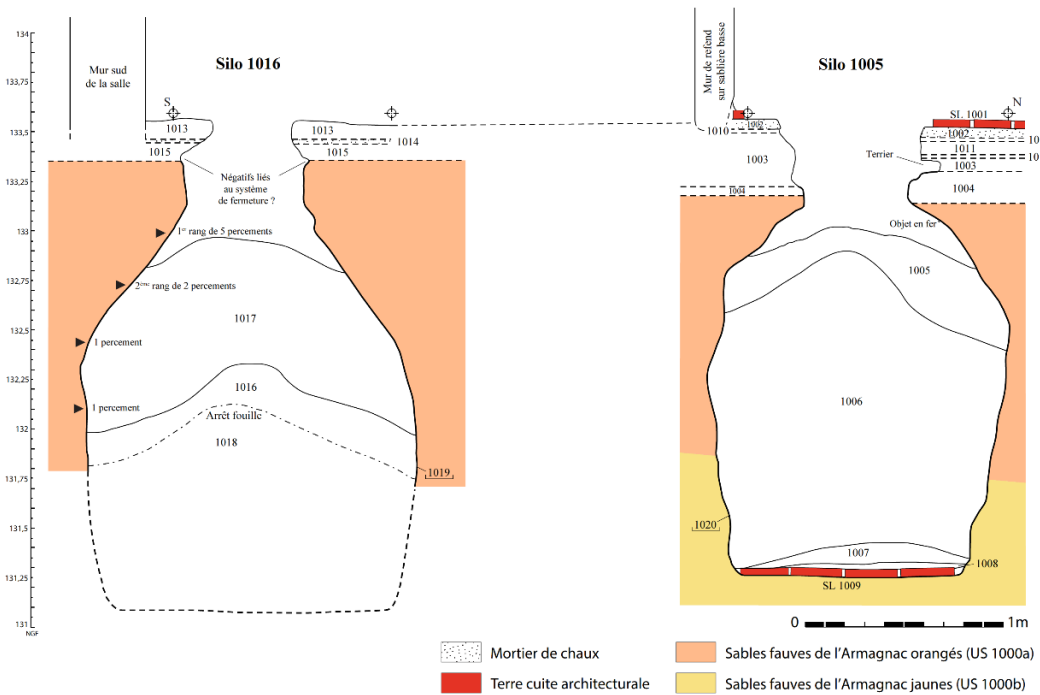 134
133,75
133,5
133,25
133
132,75
132,5
132,25
132
131,75
131,5
131,25
131
NGF
Mur sud
de la salle
Silo 1016
S
1013
1013
1014
1015
1015
Négatifs liés
au système
de fermeture ?
1er rang de 5 percements
2ème rang de 2 percements
1017
1 percement
1016
1 percement
Arrêt fouille
1018
1019
Mur de refend
sur sablière basse
Silo 1005
N
SL 1001
1002
1010
1002
10
1011
10
1003
1003
Terrier
1004
1004
Objet en fer
1005
1006
1020
1007
1008
SL 1009
0
1m
Mortier de chaux
Terre cuite architecturale
Sables fauves de l'Armagnac orangés (US 1000a)
Sables fauves de l'Armagnac jaunes (US 1000b)